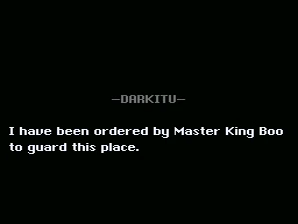 —DARKITU—
I have been ordered by Master King Boo
to guard this place.